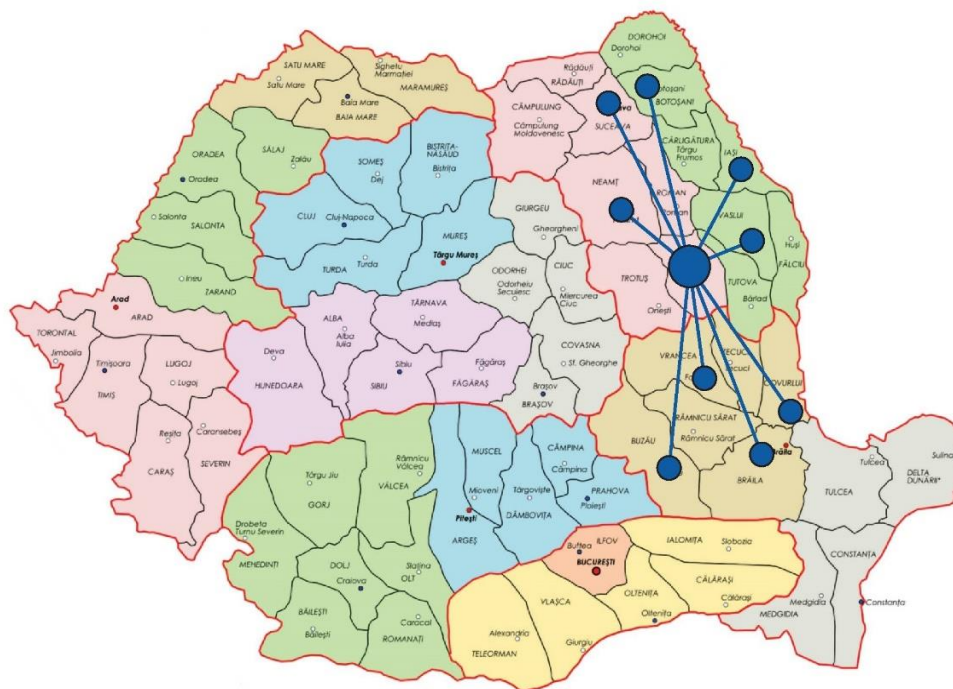 DOROHOI
Dorohoi
SATU MARE
Satu Mare
Sighetu
Marmației
MARAMUREȘ
Baia Mare
BAIA MARE
Rădăuți
RĂDĂUȚI
CÂMPULUNG
Câmpulung
Moldovenesc
SUCEAVA
BOTOȘANI
ORADEA
Oradea
SĂLAJ
Zalău
SOMEȘ
Dej
BISTRIȚA-
NĂSĂUD
Bistrița
CÂRLIGĂTURA
Târgu
Frumos
IAȘI
NEAMȚ
ROMAN
Salonta
SALONTA
CLUJ
Cluj-Napoca
MUREȘ
Târgu Mureș
TURDA
Turda
GIURGEU
Gheorgheni
VASLUI
Huși
FĂLCIU
Ineu
ZARAND
ODORHEI
Odorheiu
Secuiesc
CIUC
Miercurea
Ciuc
TROTUȘ
Onești
TUTOVA
Bârlad
Arad
ARAD
TORONTAL
Jimbolia
Timișoara
TIMIȘ
LUGOJ
Lugoj
ALBA
Alba
Iulia
TÂRNAVA
Mediaș
Deva
HUNEDOARA
Sibiu
SIBIU
Făgăraș
FĂGĂRAȘ
COVASNA
Sf. Gheorghe
Brașov
BRAȘOV
VRANCEA
Reșița
Caransebeș
CARAȘ
SEVERIN
Târgu Jiu
GORJ
Râmnicu
Vâlcea
VÂLCEA
MUSCEL
Mioveni
Pitești
ARGEȘ
CÂMPINA
Câmpina
Târgoviște
DÂMBOVIȚA
PRAHOVA
Ploiești
BUZĂU
RÂMNICU SĂRAT
Râmnicu Sărat
BRĂILA
Tulcea
TULCEA
Sulina
DELTA
DUNĂRII*
Drobeta
Turnu Severin
MEHEDINȚI
DOLJ
Craiova
Slatina
OLT
BĂILEȘTI
Băilești
Caracal
ROMANAȚI
Buftea
ILFOV
BUCUREȘTI
IALOMIȚA
Slobozia
CĂLĂRAȘI
Călărași
OLTENIȚA
Oltenița
VLAȘCA
Giurgiu
Alexandria
TELEORMAN
CONSTANȚA
Constanța
Medgidia
MEDGIDIA